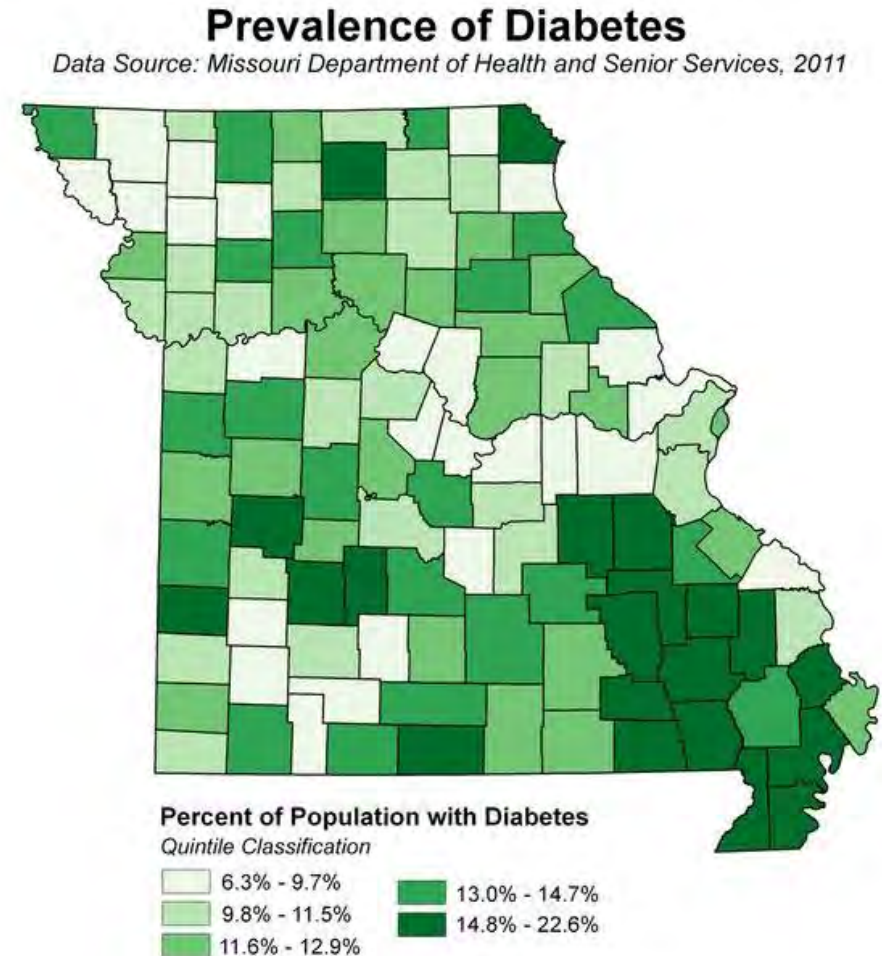 Prevalence of Diabetes
Data Source: Missouri Department of Health and Senior Services, 2011
Percent of Population with Diabetes
Quintile Classification
6.3% - 9.7%
9.8% - 11.5%
11.6% - 12.9%
13.0% - 14.7%
14.8% - 22.6%